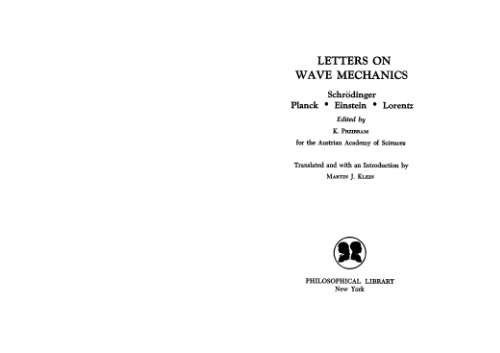 LETTERS ON
WAVE MECHANICS
Schrödinger
Planck • Einstein • Lorentz
Edited by
K. PRZIBRAM
for the Austrian Academy of Sciences
Translated and with an Introduction by
MARTIN J. KLEIN
PHILOSOPHICAL LIBRARY
New York